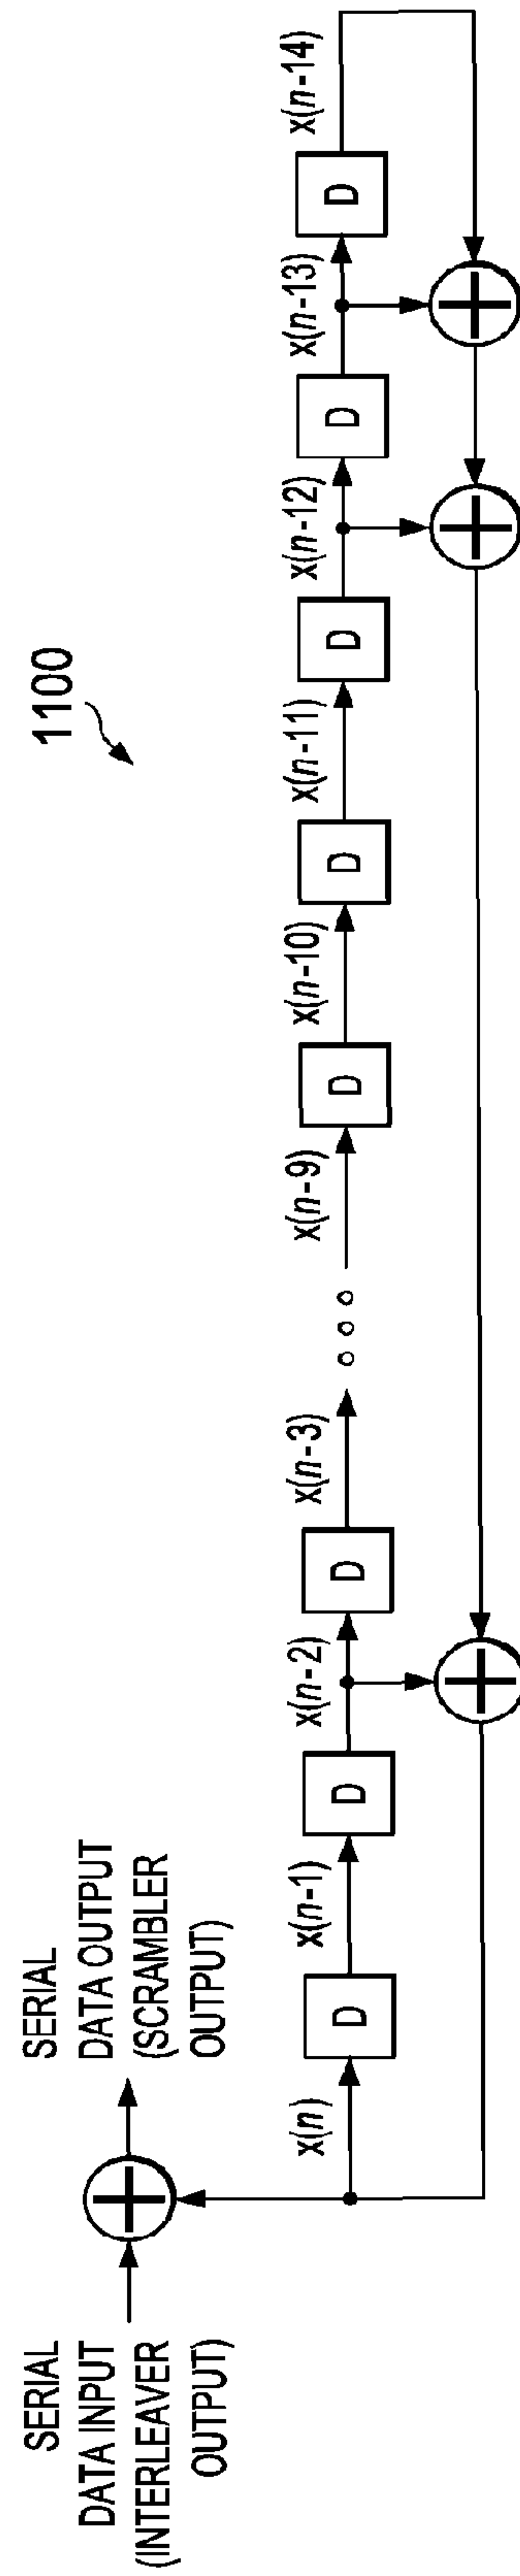 1100
SERIAL
DATA INPUT
(INTERLEAVER
OUTPUT)
SERIAL
DATA OUTPUT
(SCRAMBLER
OUTPUT)
x(n)
D
x(n-1)
D
x(n-2)
D
x(n-3)
x(n-9)
D
x(n-10)
D
x(n-11)
D
x(n-12)
D
x(n-13)
D
x(n-14)